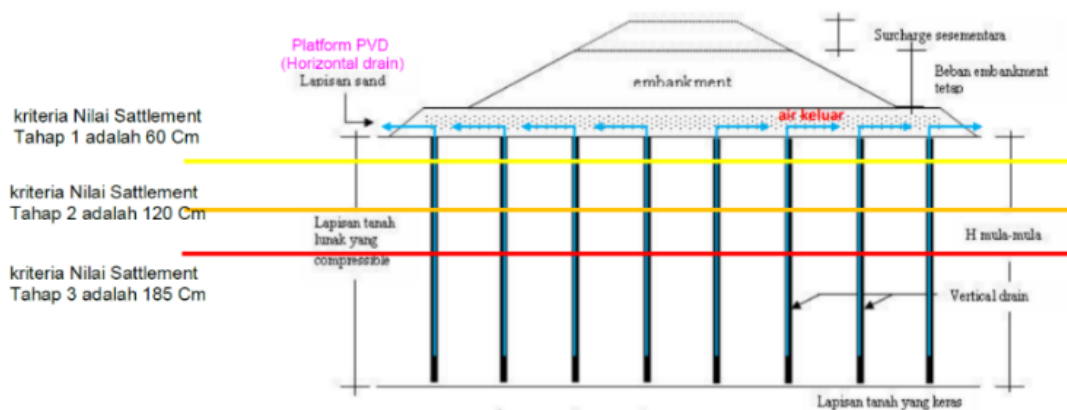 Platform PVD
(Horizontal drain)
Lapisan sand
Surcharge sesementara
embankment
Beban embankment
tetap
air keluar
kriteria Nilai Sattlement
Tahap 1 adalah 60 Cm
kriteria Nilai Sattlement
Tahap 2 adalah 120 Cm
Lapisan tanah
lunak yang
compressible
H mula-mula
kriteria Nilai Sattlement
Tahap 3 adalah 185 Cm
Vertical drain
Lapisan tanah yang keras